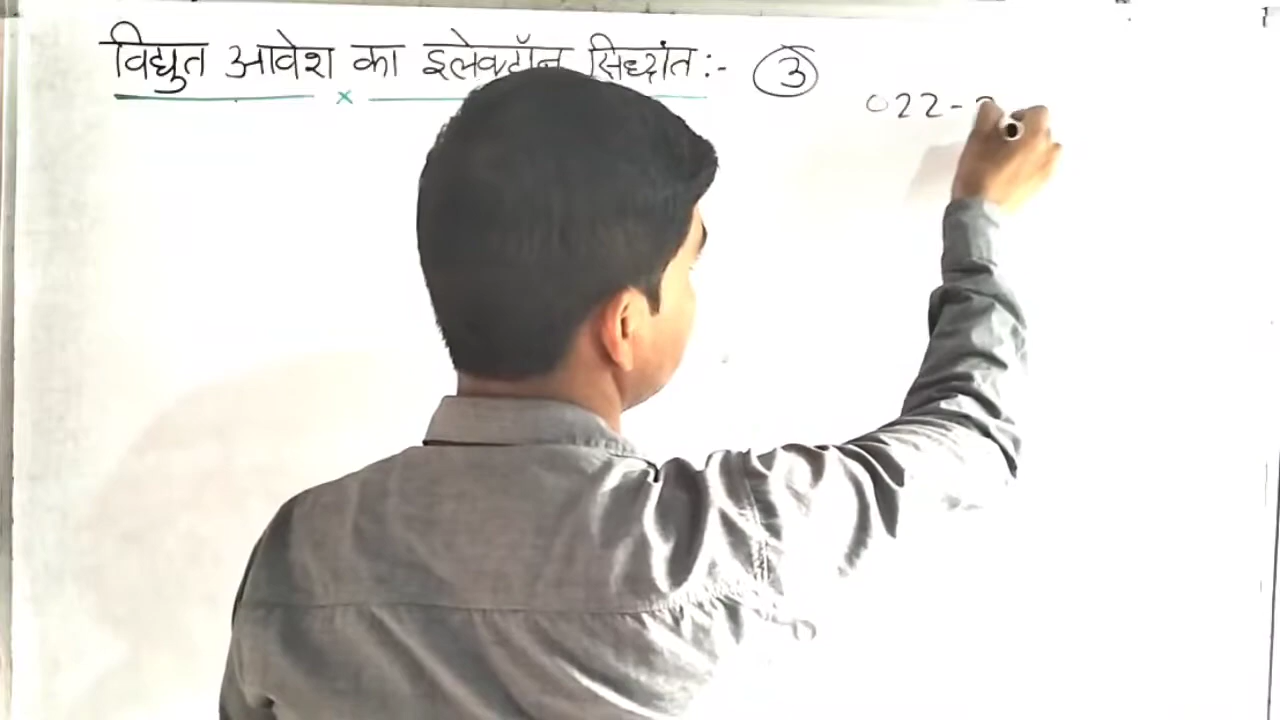 विद्युत आवेश का इलेक्ट्रॉन सिध्दांत :- ③
022-